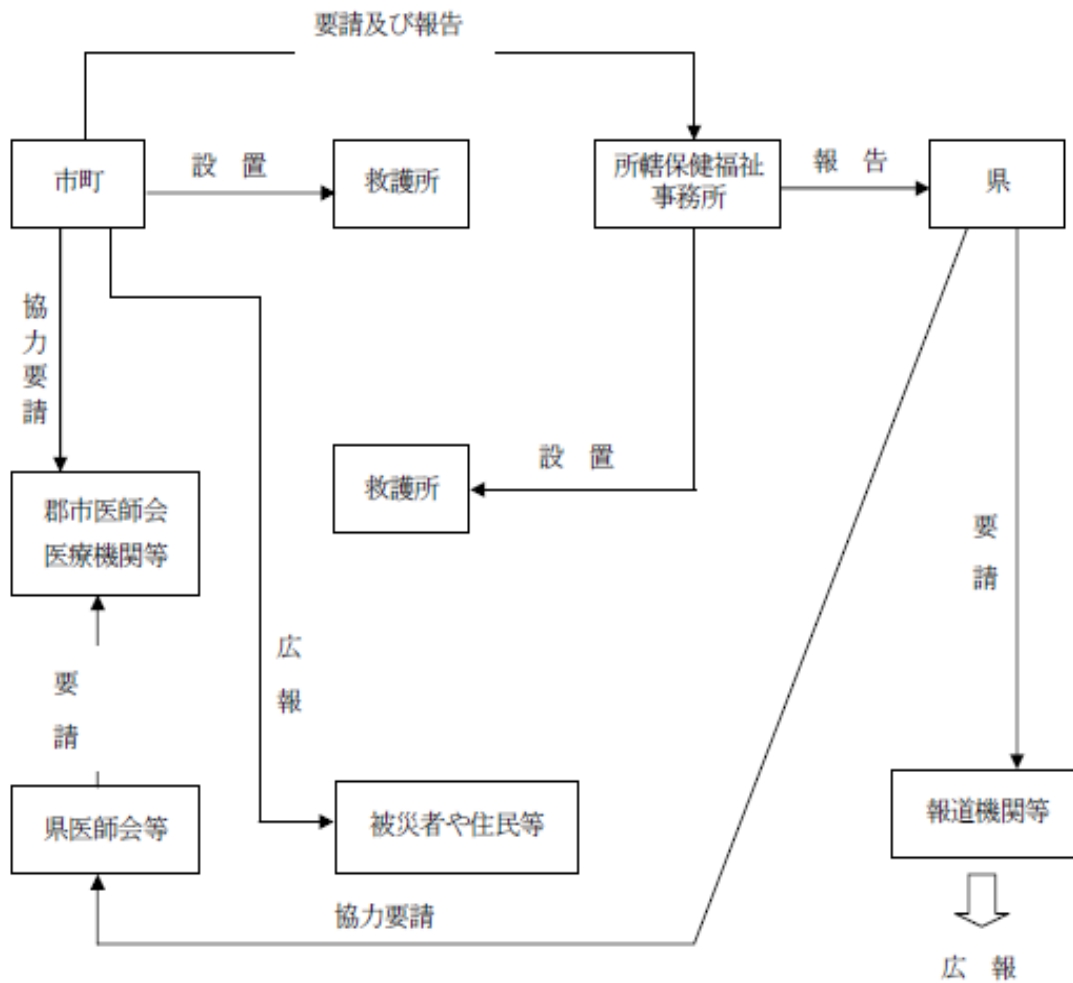 要請及び報告
市町
設　置
救護所
所轄保健福祉
事務所
報　告
県
協力要請
救護所
設　置
郡市医師会
医療機関等
要請
広報
要請
県医師会等
被災者や住民等
報道機関等
協力要請
広　報